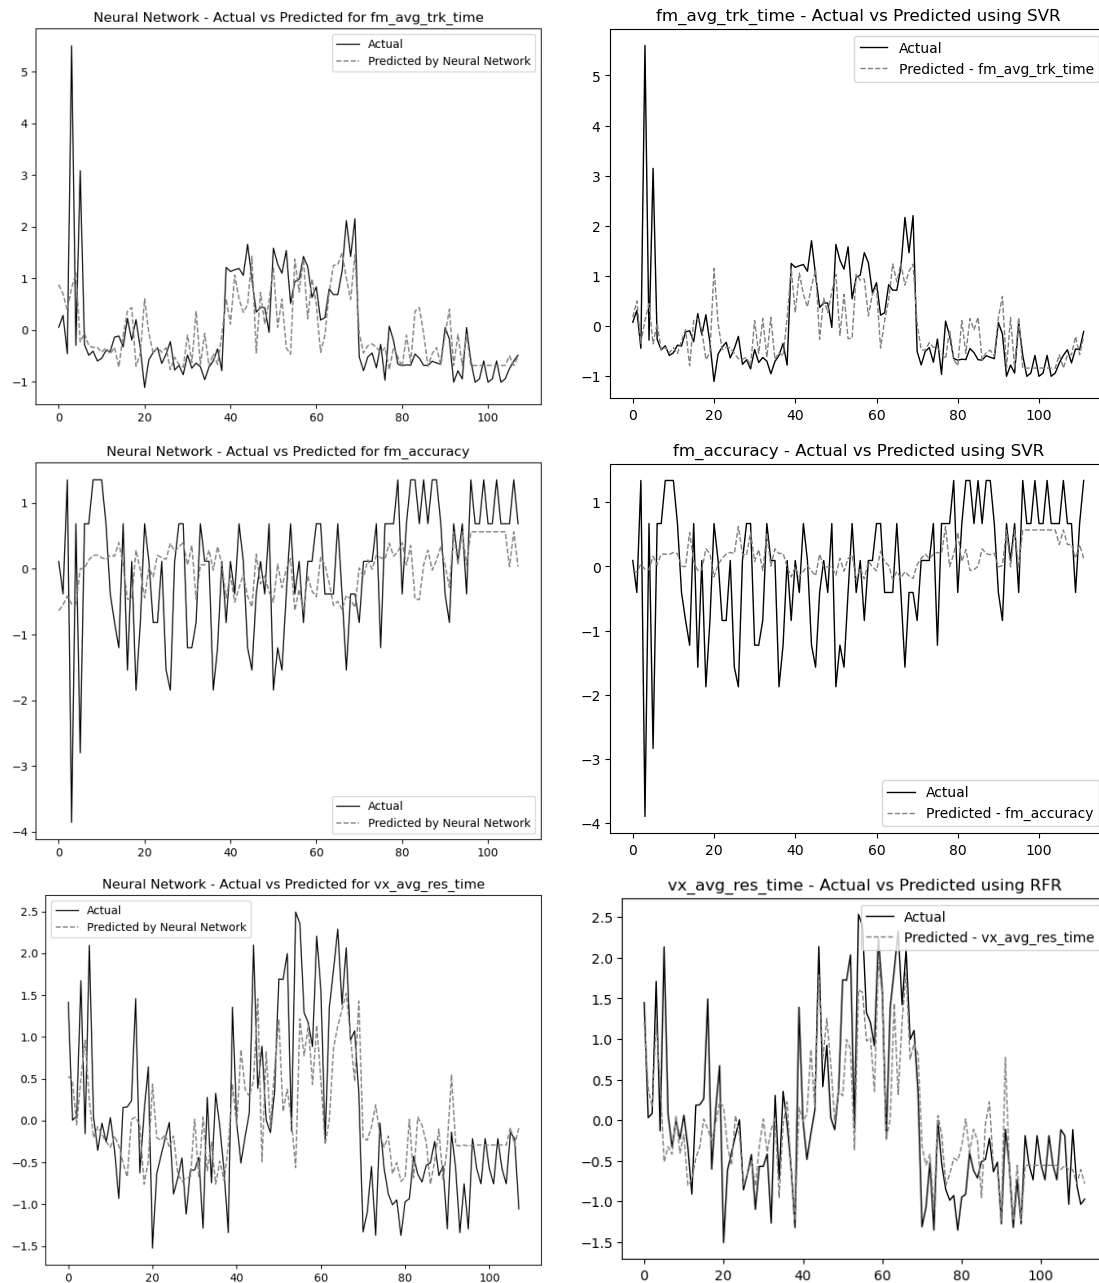 Neural Network - Actual vs Predicted for fm_avg_trk_time
Actual
Predicted by Neural Network
5
4
3
2
1
0
−1
0 20 40 60 80 100
fm_avg_trk_time - Actual vs Predicted using SVR
Actual
Predicted - fm_avg_trk_time
5
4
3
2
1
0
−1
0 20 40 60 80 100
Neural Network - Actual vs Predicted for fm_accuracy
1
0
−1
−2
−3
−4
Actual
Predicted by Neural Network
0 20 40 60 80 100
fm_accuracy - Actual vs Predicted using SVR
1
0
−1
−2
−3
−4
Actual
Predicted - fm_accuracy
0 20 40 60 80 100
Neural Network - Actual vs Predicted for vx_avg_res_time
Actual
Predicted by Neural Network
2.5
2.0
1.5
1.0
0.5
0.0
−0.5
−1.0
−1.5
0 20 40 60 80 100
vx_avg_res_time - Actual vs Predicted using RFR
Actual
Predicted - vx_avg_res_time
2.5
2.0
1.5
1.0
0.5
0.0
−0.5
−1.0
−1.5
0 20 40 60 80 100